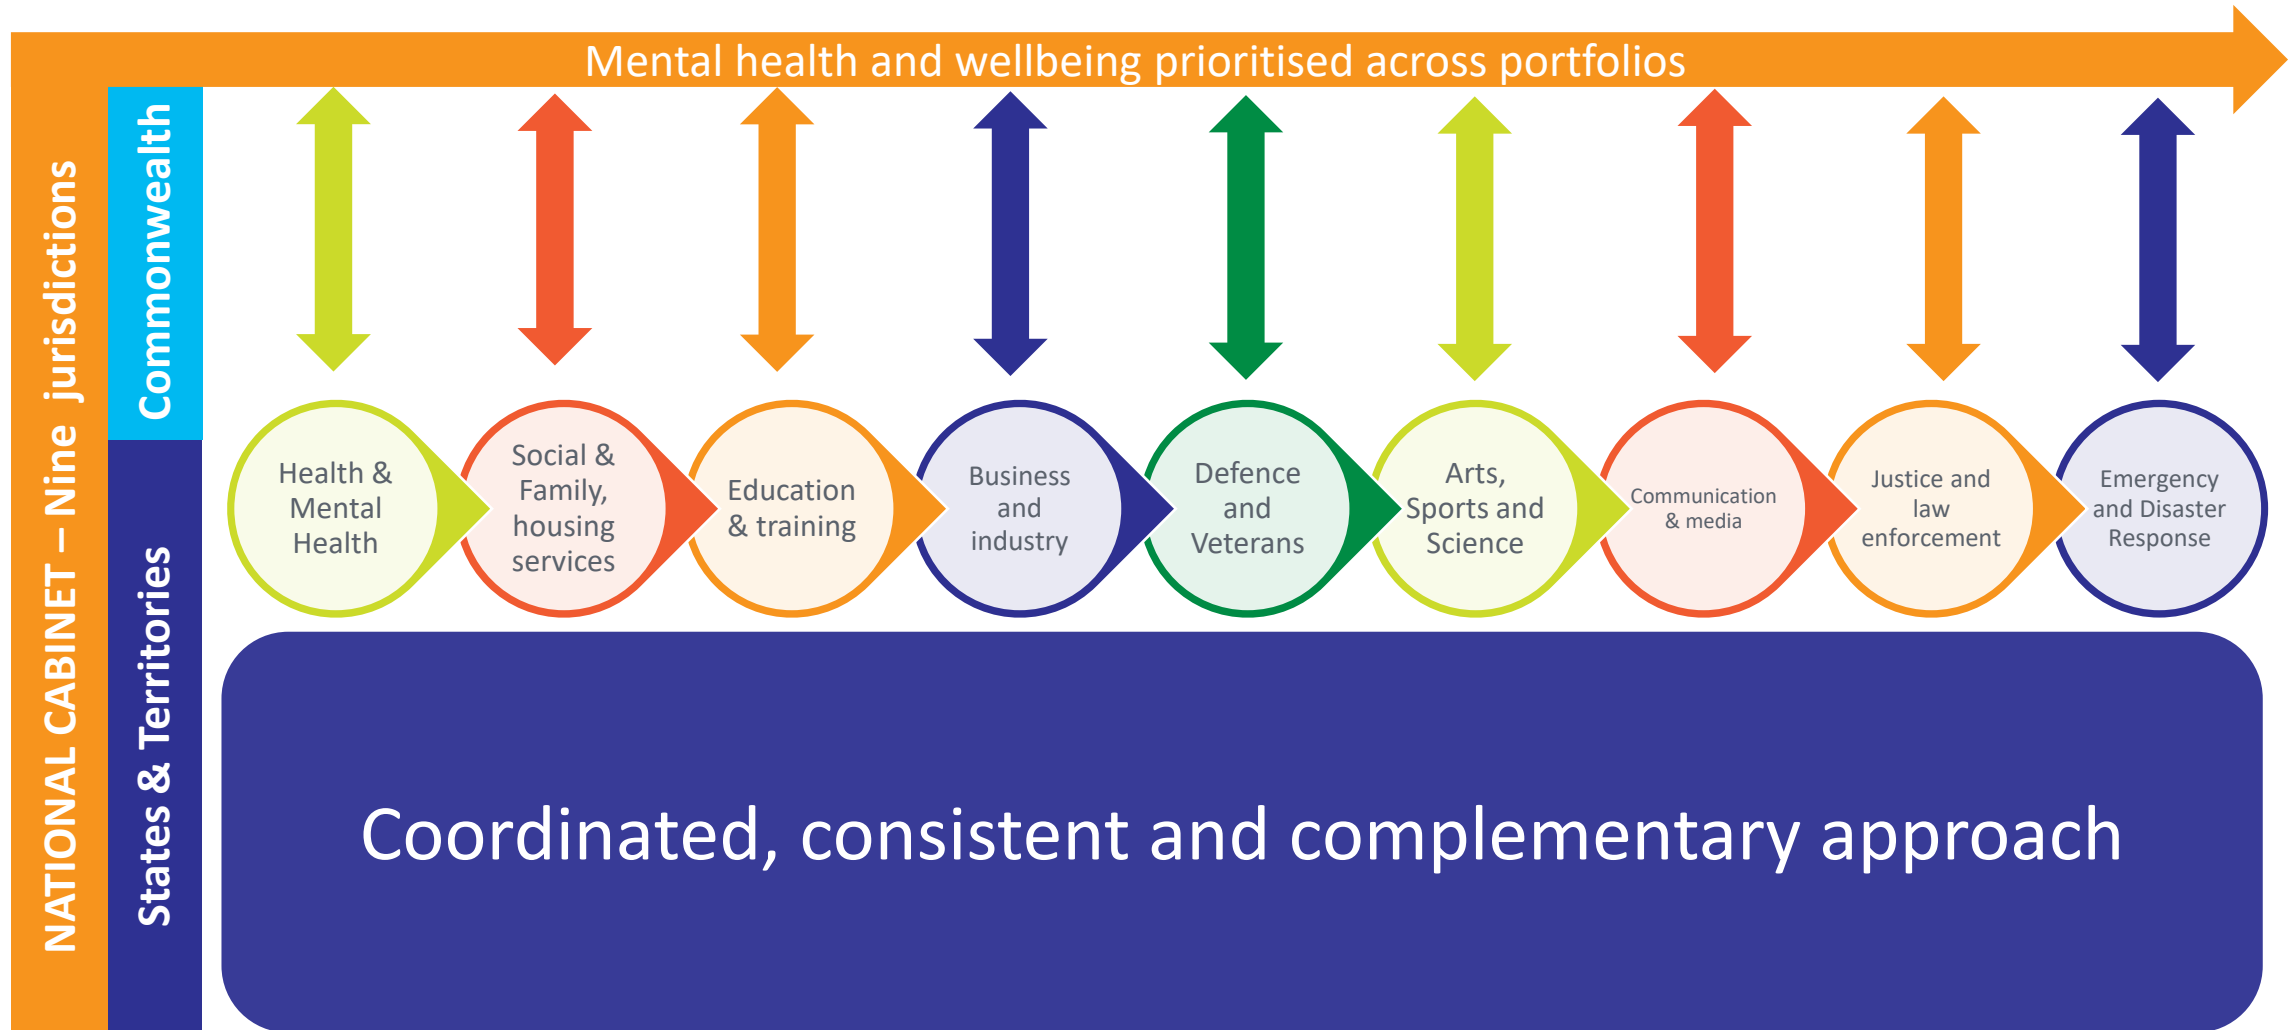 Mental health and wellbeing prioritised across portfolios
NATIONAL CABINET – Nine jurisdictions
Commonwealth
States & Territories
Health &
Mental
Health
Social &
Family,
housing
services
Education
& training
Business
and
industry
Defence
and
Veterans
Arts,
Sports and
Science
Communication
& media
Justice and
law
enforcement
Emergency
and Disaster
Response
Coordinated, consistent and complementary approach